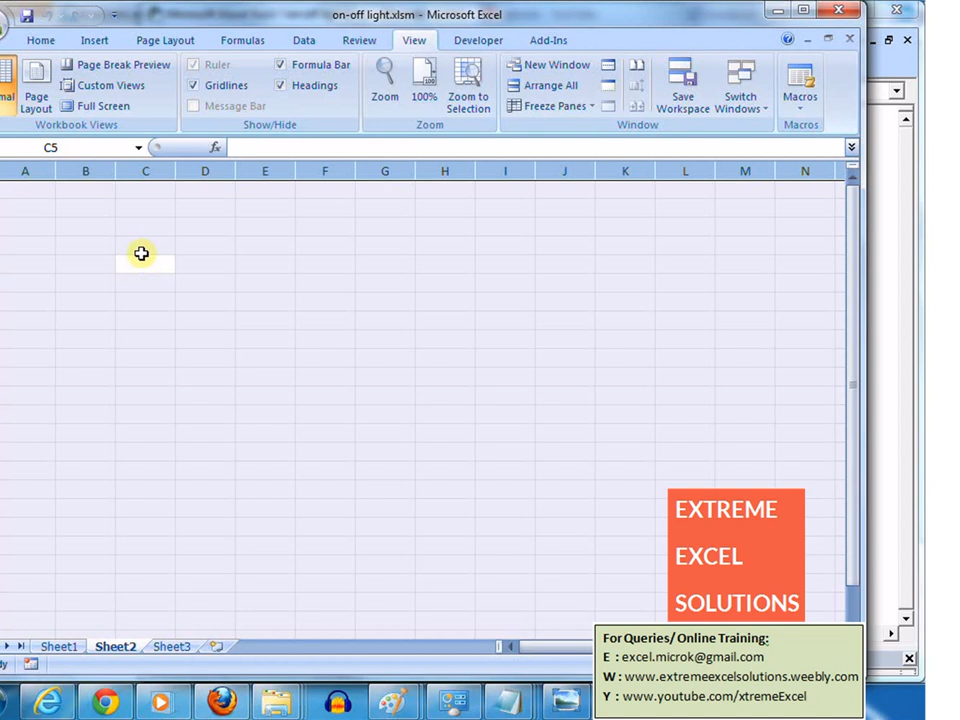 on-off light.xlsm - Microsoft Excel
Home Insert Page Layout Formulas Data Review View Developer Add-Ins
Page Layout
Page Break Preview
Custom Views
Full Screen
Workbook Views
Ruler
Gridlines
Message Bar
Formula Bar
Headings
Show/Hide
Zoom
100%
Zoom to Selection
Zoom
New Window
Arrange All
Freeze Panes
Save Workspace
Switch Windows
Window
Macros
Macros
C5
fx
A B C D E F G H I J K L M N
EXTREME
EXCEL
SOLUTIONS
Sheet1 Sheet2 Sheet3
For Queries/ Online Training:
E : excel.microk@gmail.com
W : www.extremeexcelsolutions.weebly.com
Y : www.youtube.com/xtremeExcel